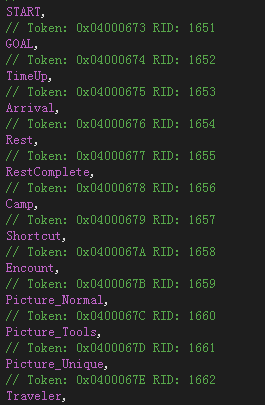 START,
// Token: 0x04000673 RID: 1651
GOAL,
// Token: 0x04000674 RID: 1652
TimeUp,
// Token: 0x04000675 RID: 1653
Arrival,
// Token: 0x04000676 RID: 1654
Rest,
// Token: 0x04000677 RID: 1655
RestComplete,
// Token: 0x04000678 RID: 1656
Camp,
// Token: 0x04000679 RID: 1657
Shortcut,
// Token: 0x0400067A RID: 1658
Encount,
// Token: 0x0400067B RID: 1659
Picture_Normal,
// Token: 0x0400067C RID: 1660
Picture_Tools,
// Token: 0x0400067D RID: 1661
Picture_Unique,
// Token: 0x0400067E RID: 1662
Traveler,